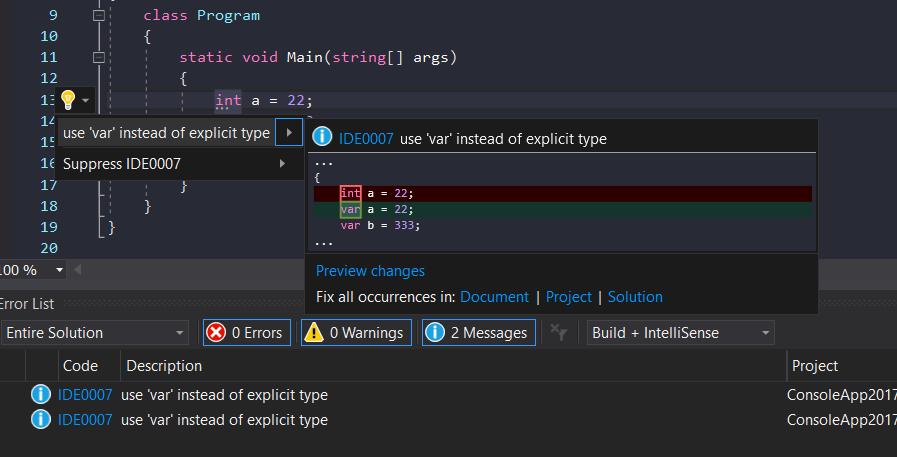 9 class Program
10 {
11 static void Main(string[] args)
12 {
13 int a = 22;
14
use 'var' instead of explicit type
15
16
Suppress IDE0007
17 }
18 }
19 }
20
IDE0007 use 'var' instead of explicit type
...
{
int a = 22;
var a = 22;
var b = 333;
...
Preview changes
Fix all occurrences in: Document | Project | Solution
100 %
Error List
Entire Solution
0 Errors
0 Warnings
2 Messages
Build + IntelliSense
Code Description Project
IDE0007 use 'var' instead of explicit type ConsoleApp2017
IDE0007 use 'var' instead of explicit type ConsoleApp2017